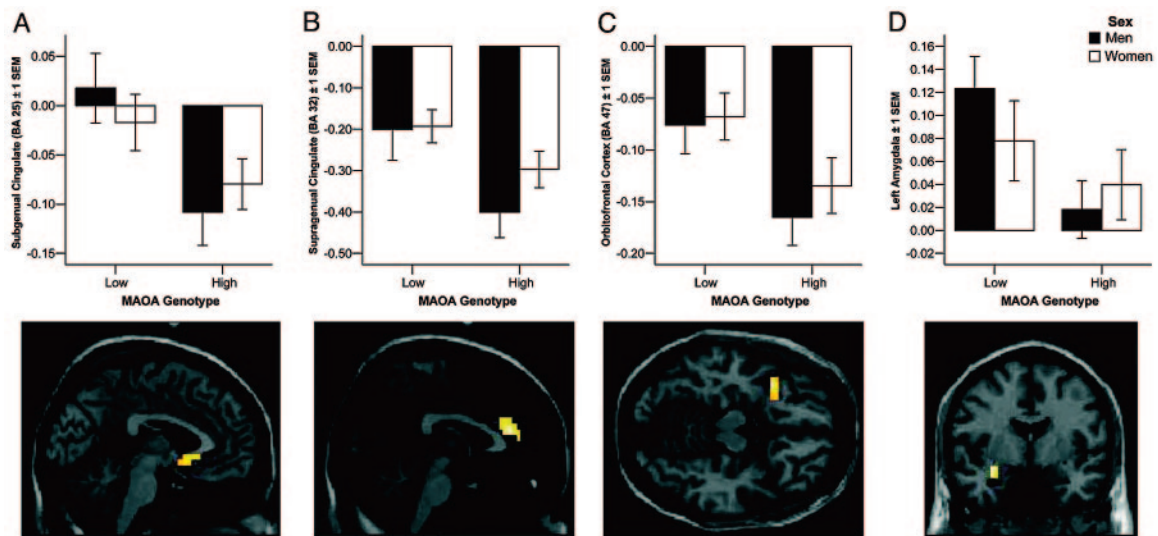 A
Subgenual Cingulate (BA 25) ± 1 SEM
0.05
0.00
-0.05
-0.10
-0.15
Low
High
MAOA Genotype
B
Supragenual Cingulate (BA 32) ± 1 SEM
0.00
-0.10
-0.20
-0.30
-0.40
-0.50
Low
High
MAOA Genotype
C
Orbitofrontal Cortex (BA 47) ± 1 SEM
0.00
-0.05
-0.10
-0.15
-0.20
Low
High
MAOA Genotype
D
Sex
Men
Women
Left Amygdala ± 1 SEM
0.16
0.14
0.12
0.10
0.08
0.06
0.04
0.02
0.00
-0.02
Low
High
MAOA Genotype